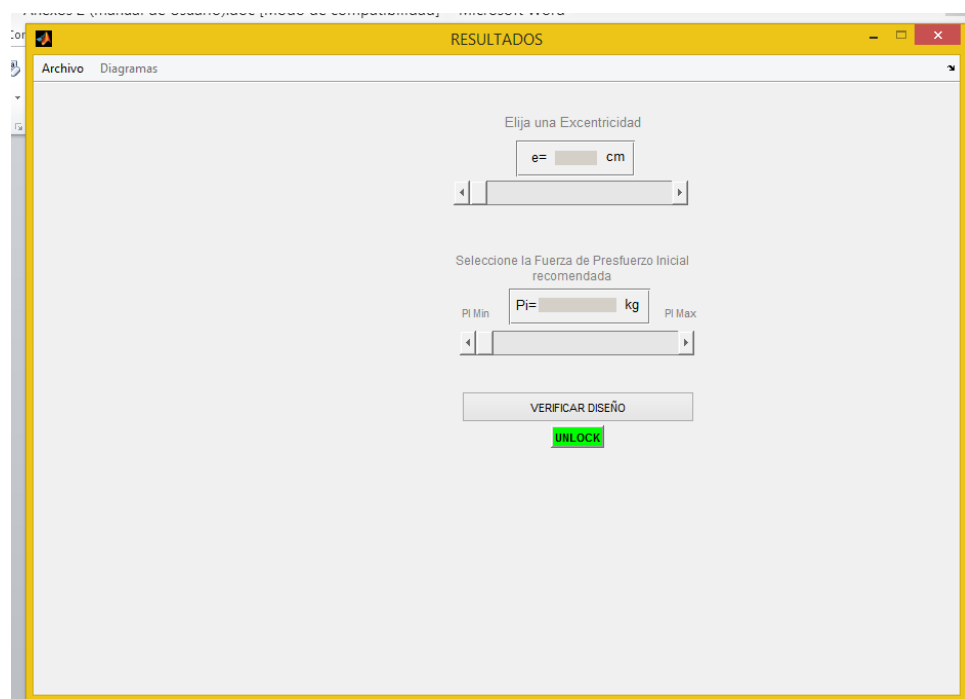 RESULTADOS
Archivo Diagramas
Elija una Excentricidad
e= cm
Seleccione la Fuerza de Presfuerzo Inicial
recomendada
PI Min Pi= kg PI Max
VERIFICAR DISEÑO
UNLOCK